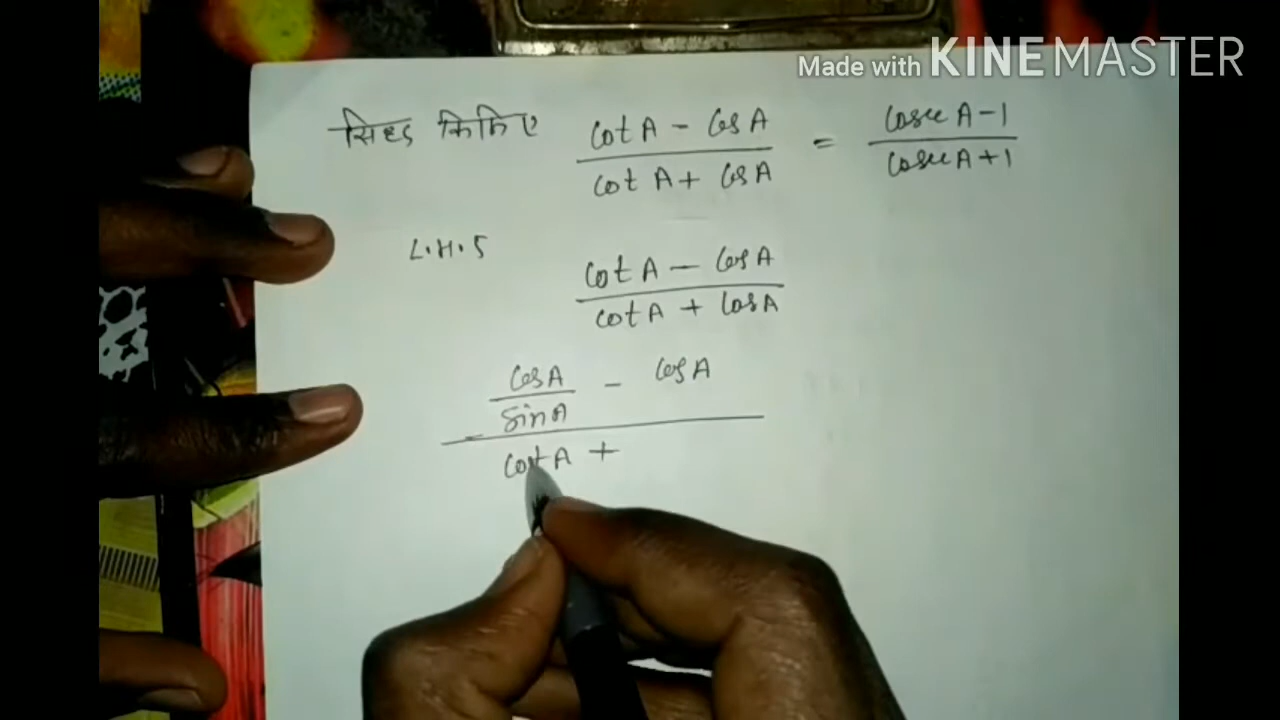 Made with KINEMASTER
सिध्द किजिए cot A - cos A / cot A + cos A = cosec A - 1 / cosec A + 1
L.H.S
cot A - cos A / cot A + cos A
cos A / sin A - cos A
cot A +